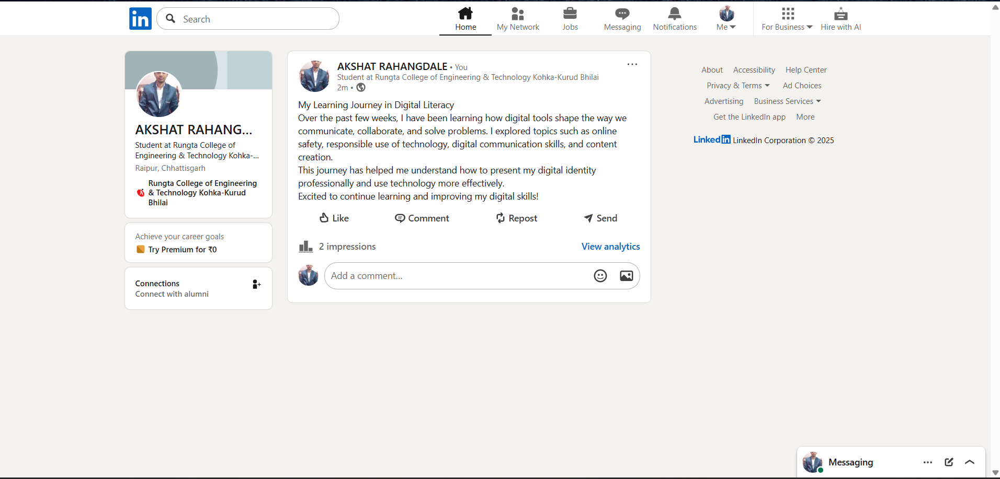 in
Search
Home
My Network
Jobs
Messaging
Notifications
Me
For Business
Hire with AI
AKSHAT RAHANG...
Student at Rungta College of
Engineering & Technology Kohka-...
Raipur, Chhattisgarh
Rungta College of Engineering
& Technology Kohka-Kurud
Bhilai
Achieve your career goals
Try Premium for ₹0
Connections
Connect with alumni
AKSHAT RAHANGDALE • You
Student at Rungta College of Engineering & Technology Kohka-Kurud Bhilai
2m •
My Learning Journey in Digital Literacy
Over the past few weeks, I have been learning how digital tools shape the way we
communicate, collaborate, and solve problems. I explored topics such as online
safety, responsible use of technology, digital communication skills, and content
creation.
This journey has helped me understand how to present my digital identity
professionally and use technology more effectively.
Excited to continue learning and improving my digital skills!
Like
Comment
Repost
Send
2 impressions
View analytics
Add a comment...
About Accessibility Help Center
Privacy & Terms Ad Choices
Advertising Business Services
Get the LinkedIn app More
LinkedIn LinkedIn Corporation © 2025
Messaging